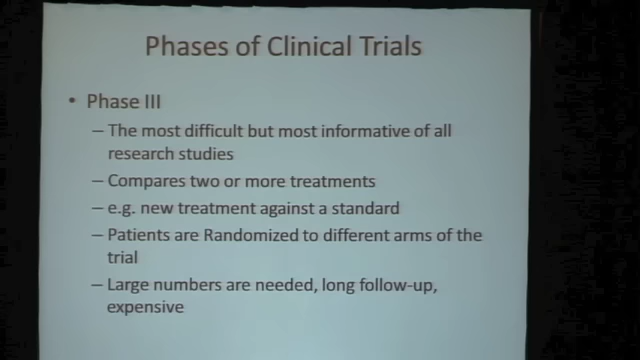 Phases of Clinical Trials
• Phase III
– The most difficult but most informative of all
research studies
– Compares two or more treatments
– e.g. new treatment against a standard
– Patients are Randomized to different arms of the
trial
– Large numbers are needed, long follow-up,
expensive